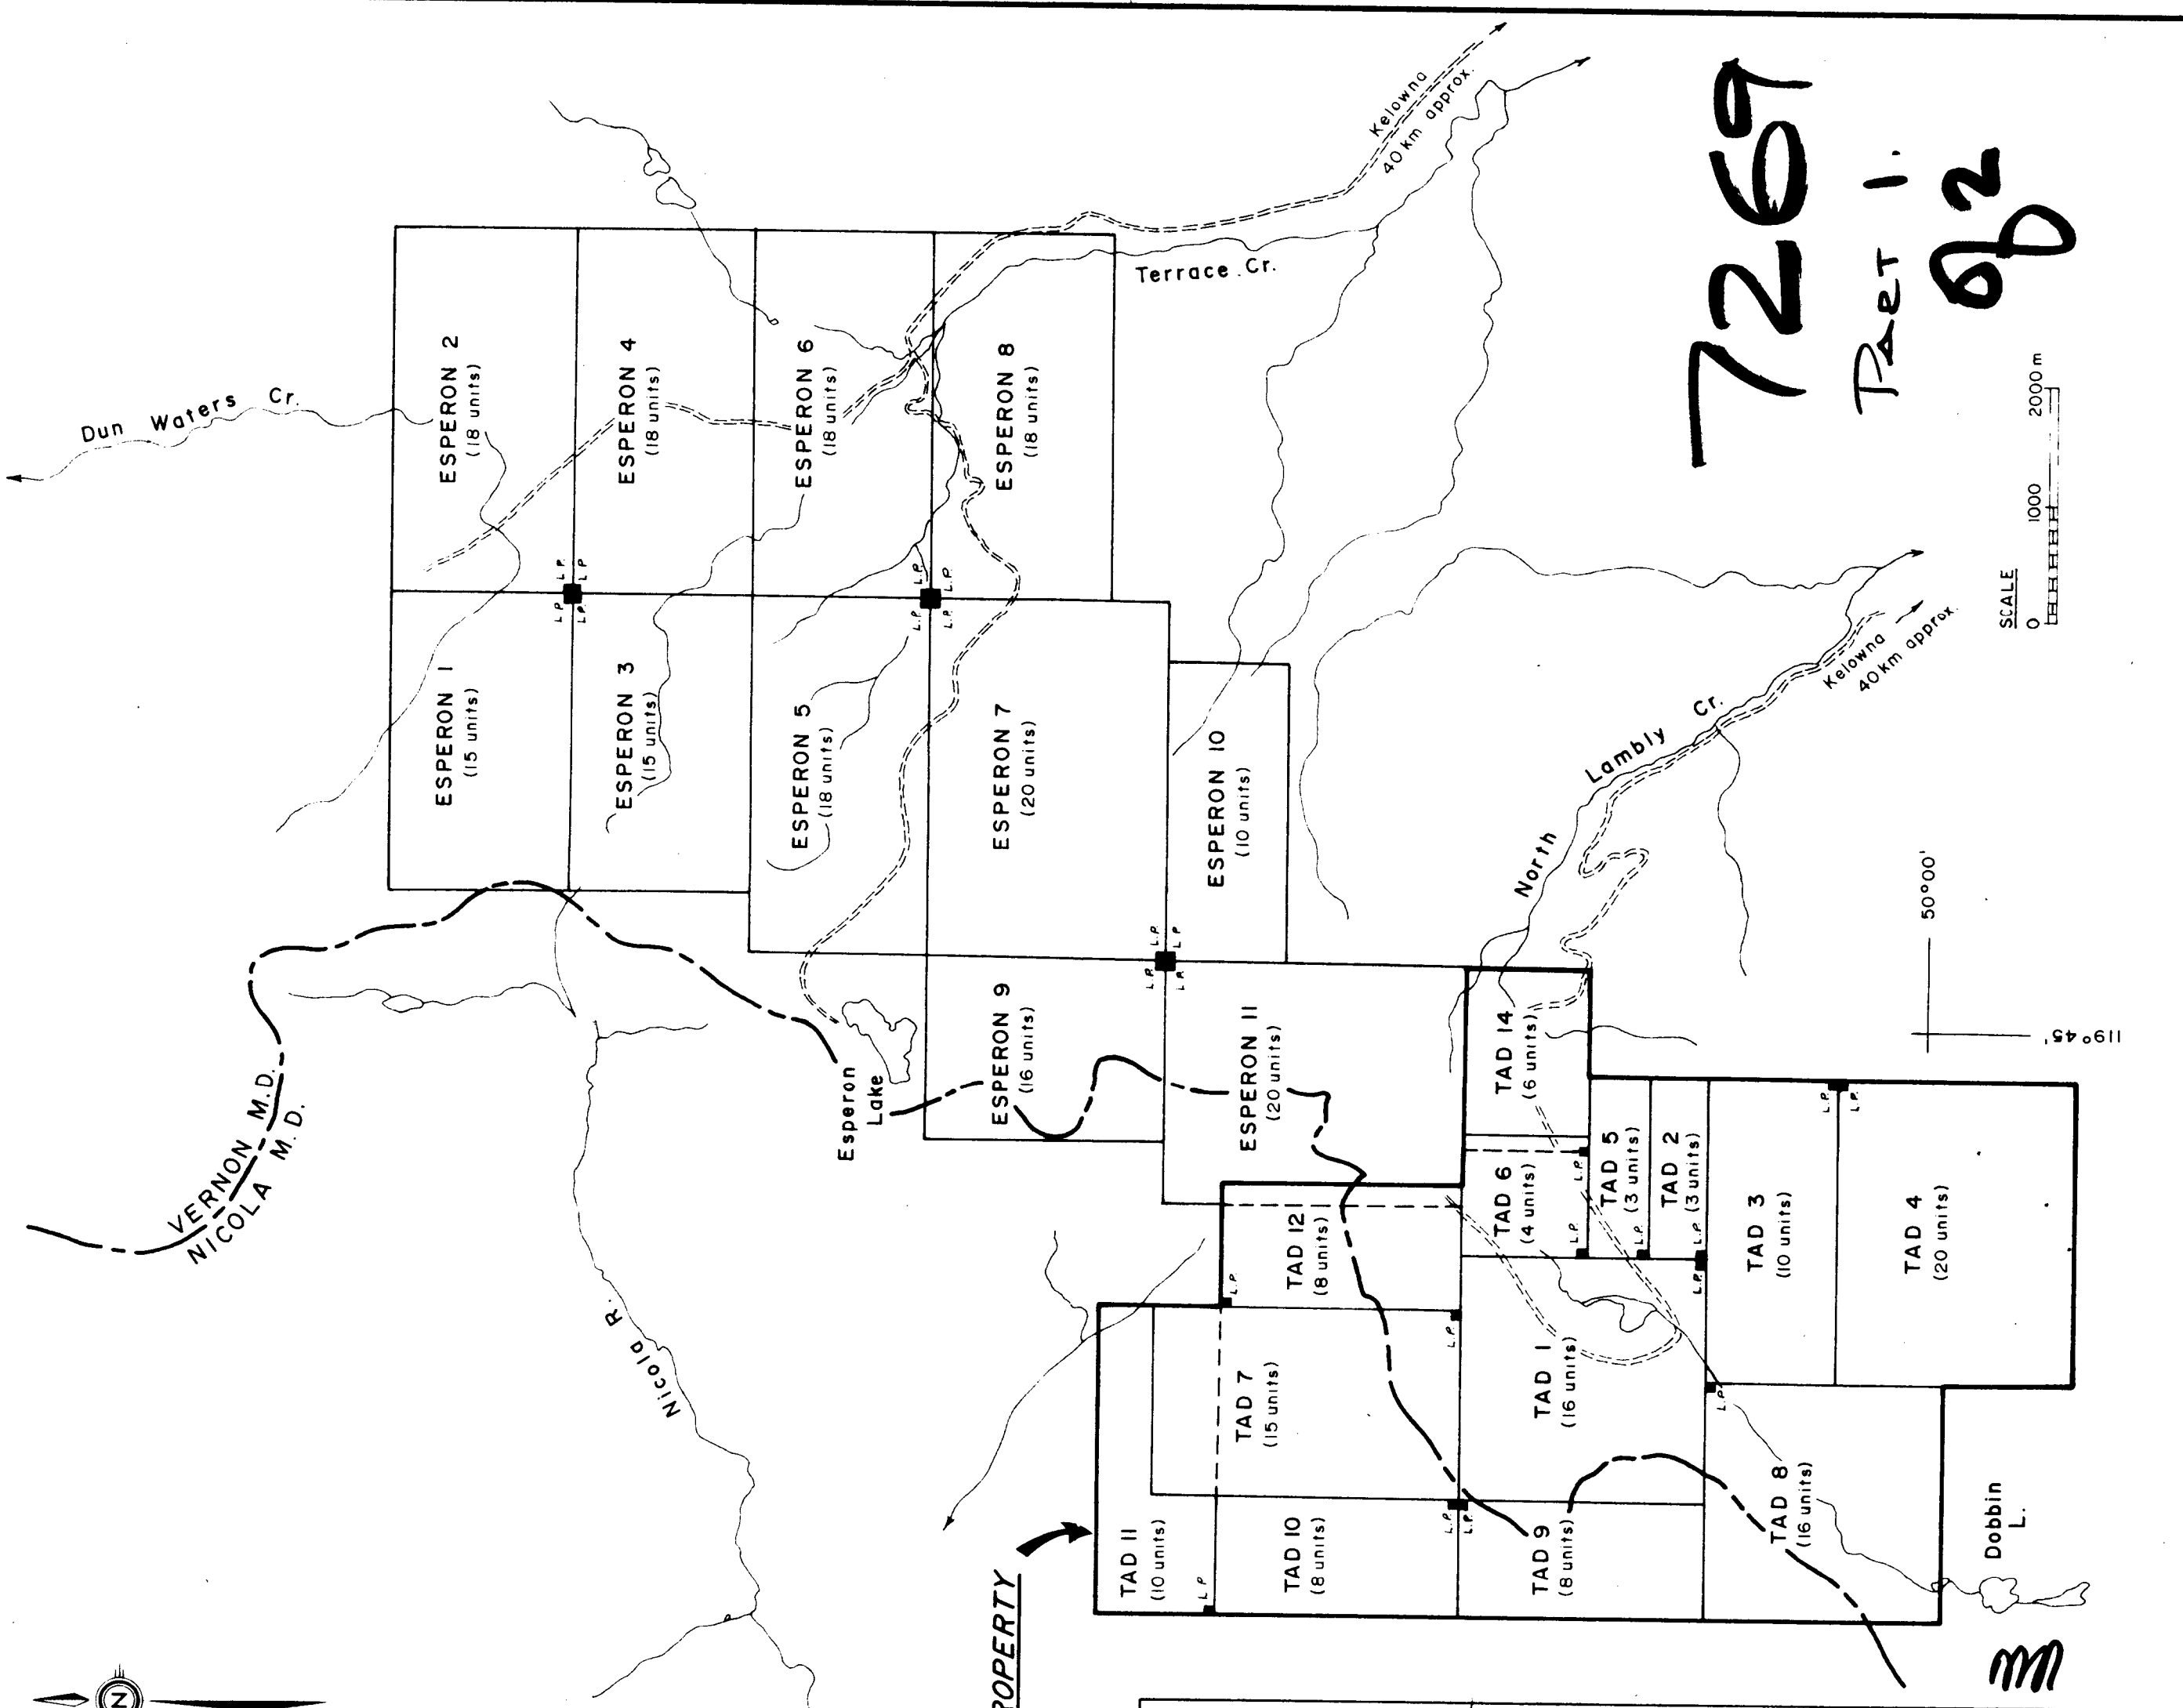 Dun Waters Cr.
VERNON M.D.
NICOLA M.D.
Nicola R.
Esperon
Lake
ESPERON 1
(15 units)
ESPERON 2
(18 units)
ESPERON 3
(15 units)
ESPERON 4
(18 units)
ESPERON 5
(18 units)
ESPERON 6
(18 units)
ESPERON 7
(20 units)
ESPERON 8
(18 units)
ESPERON 9
(16 units)
ESPERON 10
(10 units)
ESPERON 11
(20 units)
L.P.
L.P.
L.P.
L.P.
L.P.
L.P.
L.P.
L.P.
L.P.
L.P.
L.P.
L.P.
Terrace Cr.
Kelowna
40 km approx.
North Lambly Cr.
Kelowna
40 km approx.
TAD 11
(10 units)
TAD 7
(15 units)
TAD 12
(8 units)
TAD 10
(8 units)
TAD 14
(6 units)
TAD 6
(4 units)
TAD 5
(3 units)
TAD 2
(3 units)
TAD 1
(16 units)
TAD 9
(8 units)
TAD 3
(10 units)
TAD 4
(20 units)
TAD 8
(16 units)
L.P.
L.P.
L.P.
L.P.
L.P.
L.P.
L.P.
L.P.
L.P.
L.P.
L.P.
L.P.
L.P.
Dobbin
L.
50°00'
119°45'
SCALE
0 1000 2000 m
7269
PART 1.
of 2
N